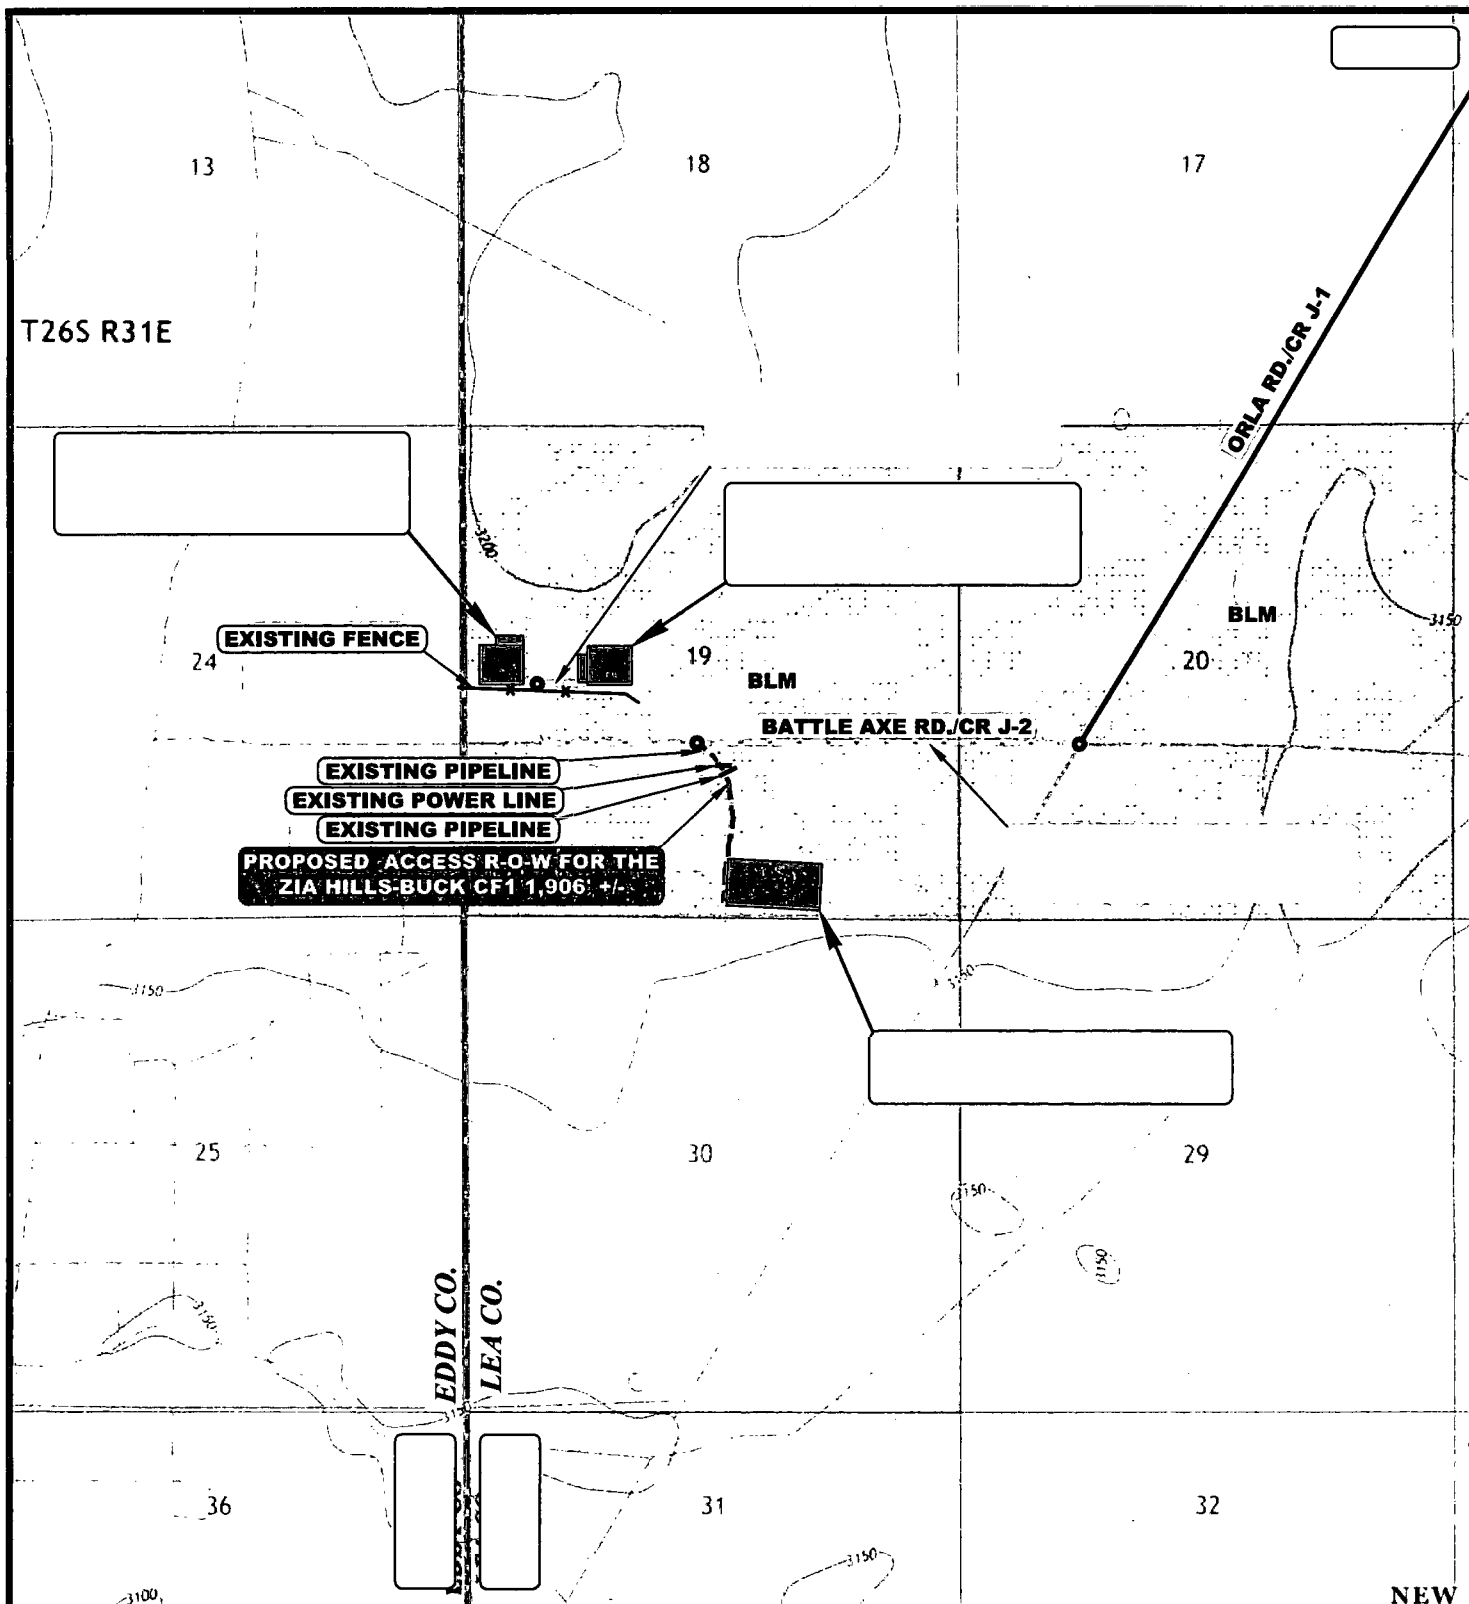 13
18
17
T26S R31E
ORLA RD./CR J-1
3200
BLM
3150
EXISTING FENCE
24
19
20
BLM
BATTLE AXE RD./CR J-2
EXISTING PIPELINE
EXISTING POWER LINE
EXISTING PIPELINE
PROPOSED ACCESS R-O-W FOR THE
ZIA HILLS-BUCK CF1 1,906' +/-
3150
3150
25
30
29
3150
3150
EDDY CO.
LEA CO.
3150
36
31
32
3150
3100
NEW